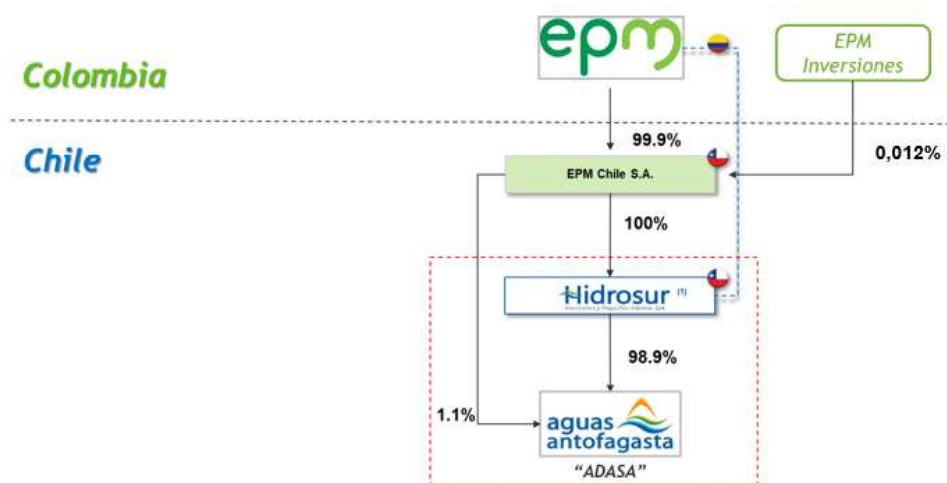 epm
EPM
Inversiones
Colombia
Chile
99.9%
0,012%
EPM Chile S.A.
100%
Hidrosur (1)
98.9%
1.1%
aguas
antofagasta
"ADASA"